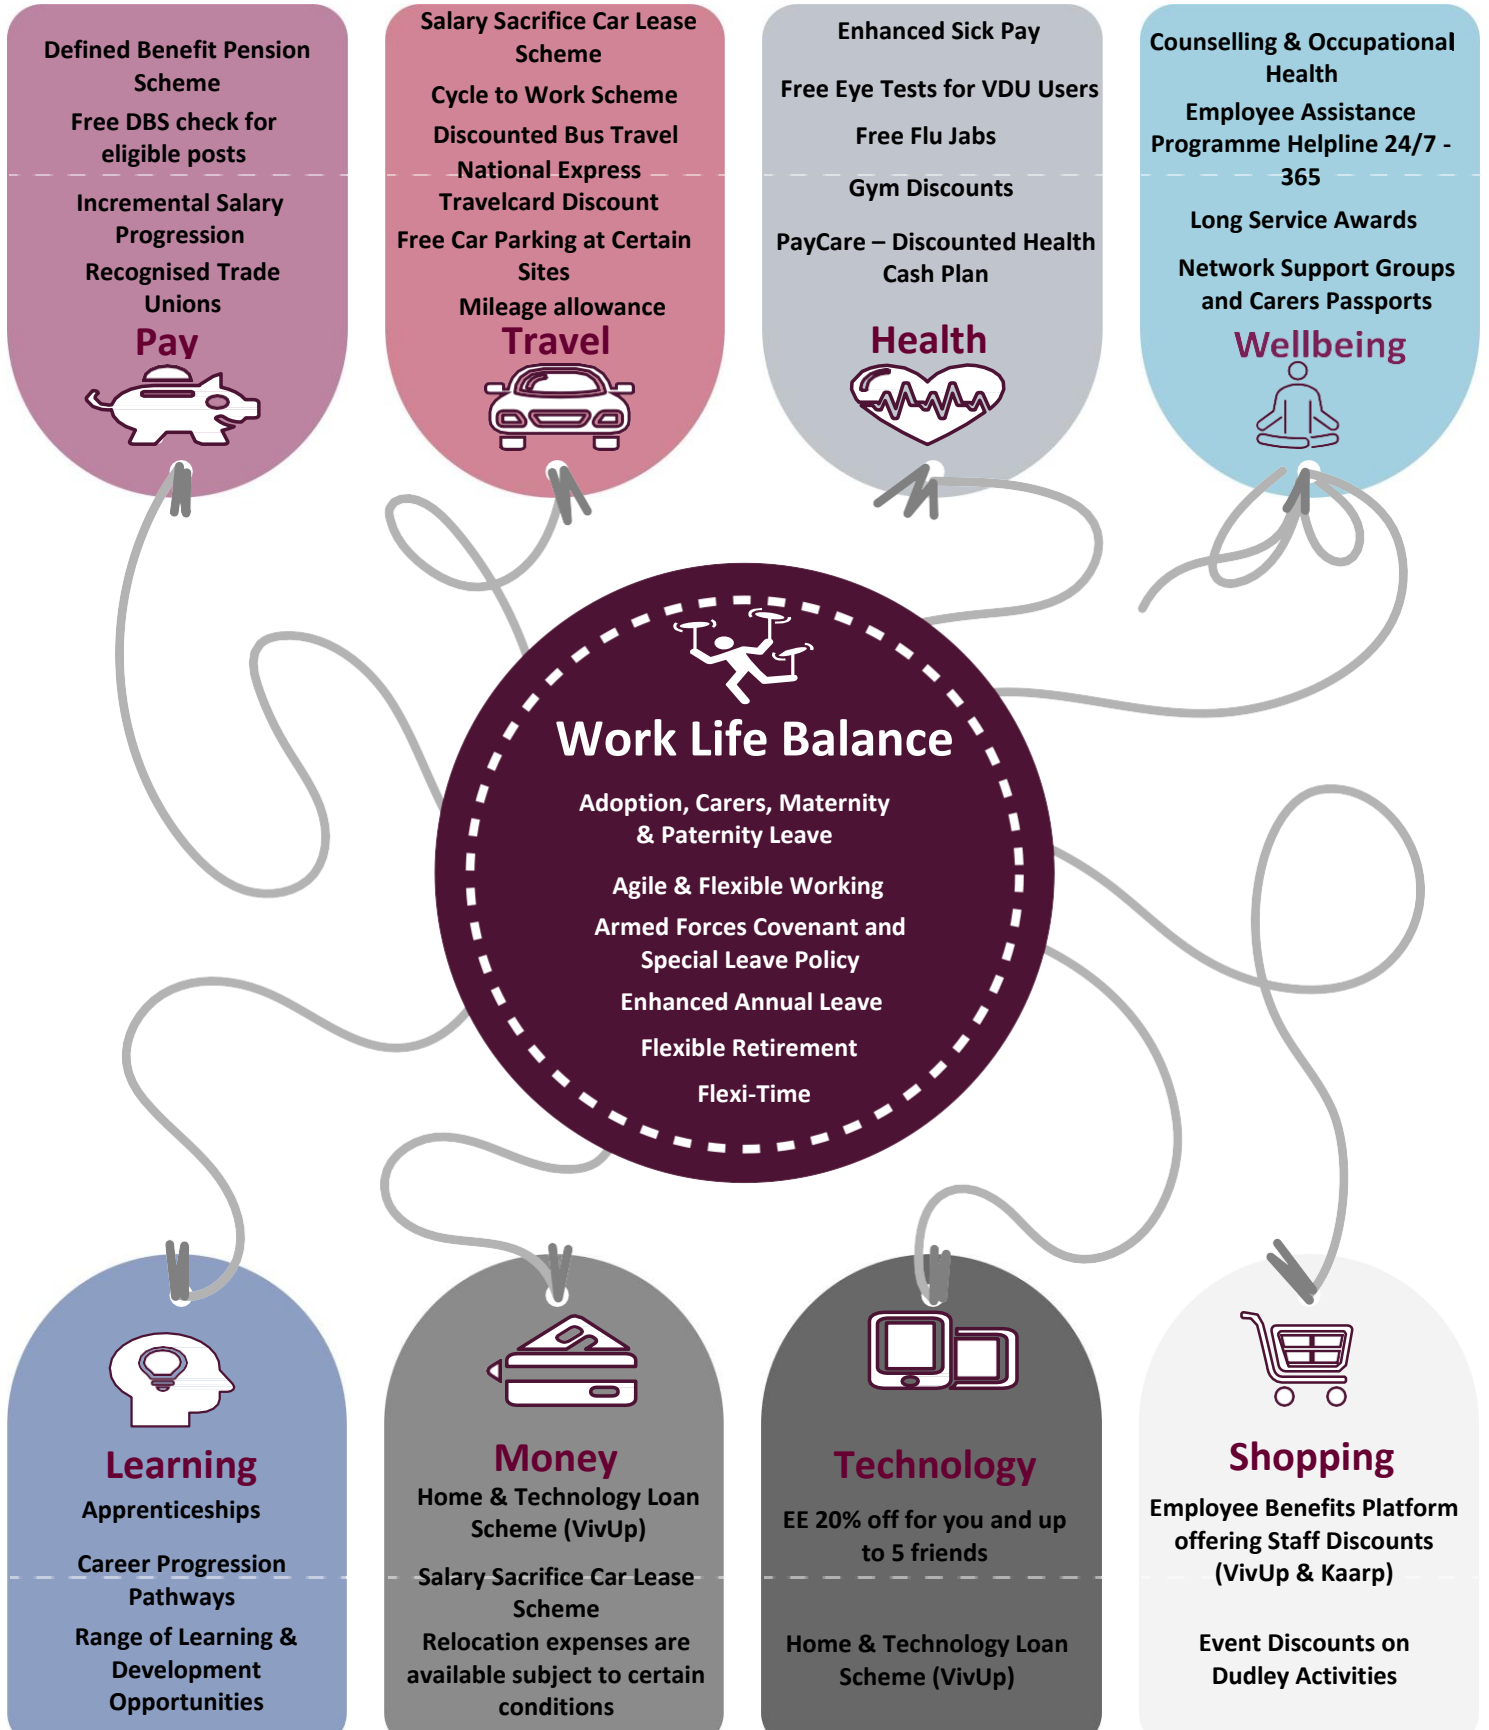 Defined Benefit Pension
Scheme
Free DBS check for
eligible posts
Incremental Salary
Progression
Recognised Trade
Unions
Pay
Salary Sacrifice Car Lease
Scheme
Cycle to Work Scheme
Discounted Bus Travel
National Express
Travelcard Discount
Free Car Parking at Certain
Sites
Mileage allowance
Travel
Enhanced Sick Pay
Free Eye Tests for VDU Users
Free Flu Jabs
Gym Discounts
PayCare – Discounted Health
Cash Plan
Health
Counselling & Occupational
Health
Employee Assistance
Programme Helpline 24/7 -
365
Long Service Awards
Network Support Groups
and Carers Passports
Wellbeing
Work Life Balance
Adoption, Carers, Maternity
& Paternity Leave
Agile & Flexible Working
Armed Forces Covenant and
Special Leave Policy
Enhanced Annual Leave
Flexible Retirement
Flexi-Time
Learning
Apprenticeships
Career Progression
Pathways
Range of Learning &
Development
Opportunities
Money
Home & Technology Loan
Scheme (VivUp)
Salary Sacrifice Car Lease
Scheme
Relocation expenses are
available subject to certain
conditions
Technology
EE 20% off for you and up
to 5 friends
Home & Technology Loan
Scheme (VivUp)
Shopping
Employee Benefits Platform
offering Staff Discounts
(VivUp & Kaarp)
Event Discounts on
Dudley Activities